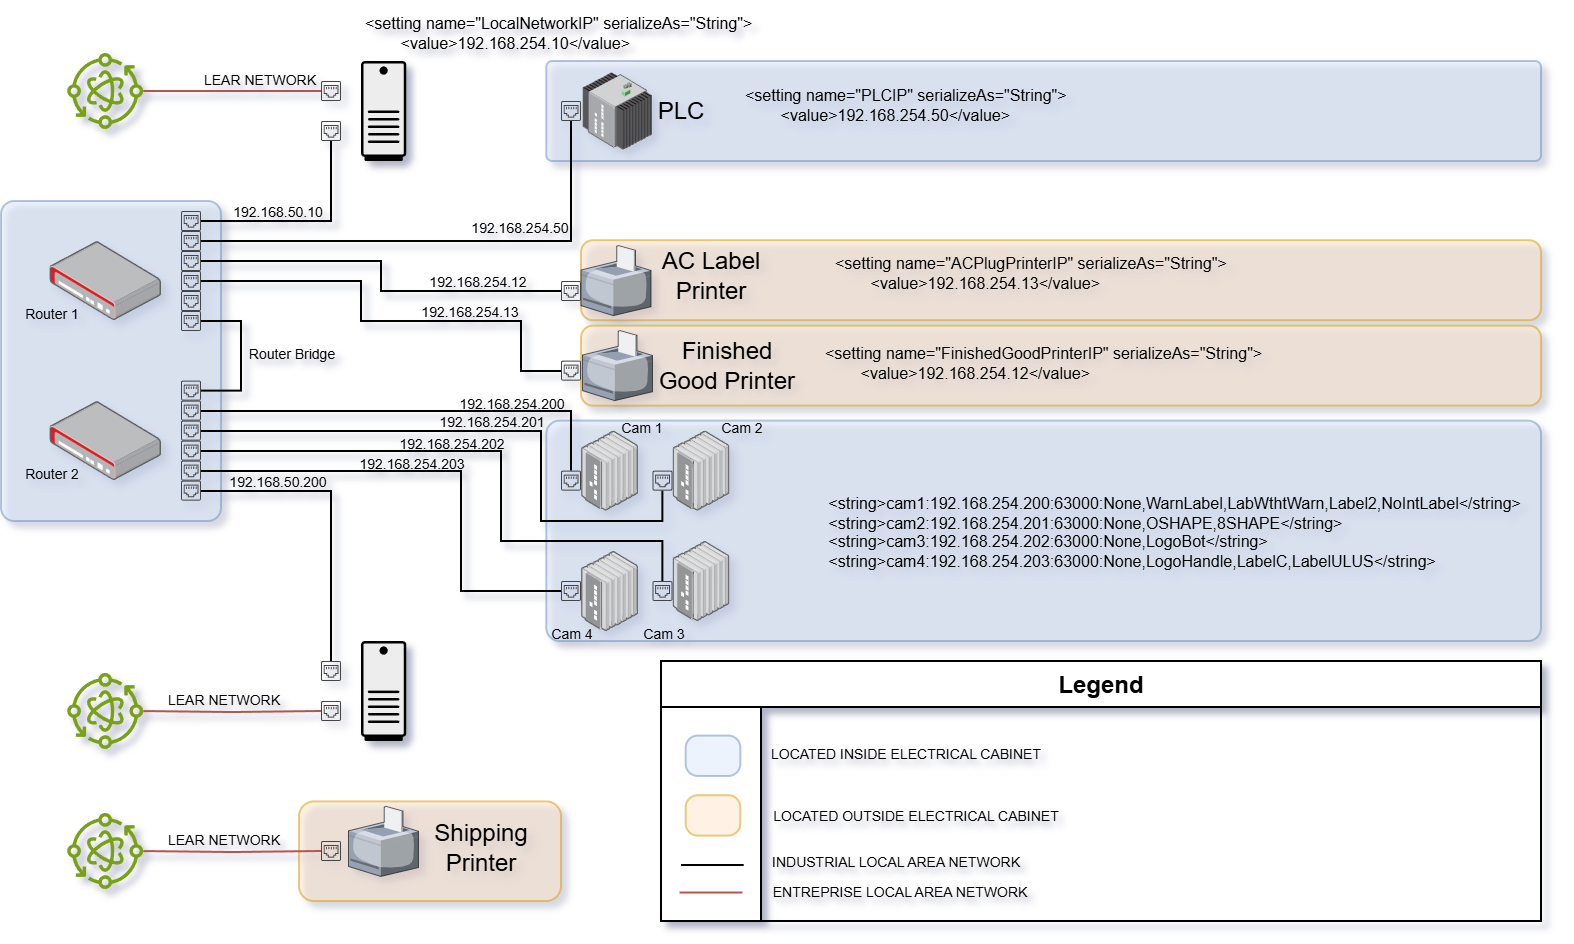 <setting name="LocalNetworkIP" serializeAs="String">
<value>192.168.254.10</value>
LEAR NETWORK
PLC
<setting name="PLCIP" serializeAs="String">
<value>192.168.254.50</value>
192.168.50.10
192.168.254.50
AC Label
Printer
<setting name="ACPlugPrinterIP" serializeAs="String">
<value>192.168.254.13</value>
192.168.254.12
Router 1
192.168.254.13
Router Bridge
Finished
Good Printer
<setting name="FinishedGoodPrinterIP" serializeAs="String">
<value>192.168.254.12</value>
192.168.254.200
192.168.254.201
192.168.254.202
192.168.254.203
192.168.50.200
Router 2
Cam 1
Cam 2
<string>cam1:192.168.254.200:63000:None,WarnLabel,LabWthtWarn,Label2,NoIntLabel</string>
<string>cam2:192.168.254.201:63000:None,OSHAPE,8SHAPE</string>
<string>cam3:192.168.254.202:63000:None,LogoBot</string>
<string>cam4:192.168.254.203:63000:None,LogoHandle,LabelC,LabelULUS</string>
Cam 4
Cam 3
LEAR NETWORK
Legend
LOCATED INSIDE ELECTRICAL CABINET
LOCATED OUTSIDE ELECTRICAL CABINET
INDUSTRIAL LOCAL AREA NETWORK
ENTREPRISE LOCAL AREA NETWORK
LEAR NETWORK
Shipping
Printer